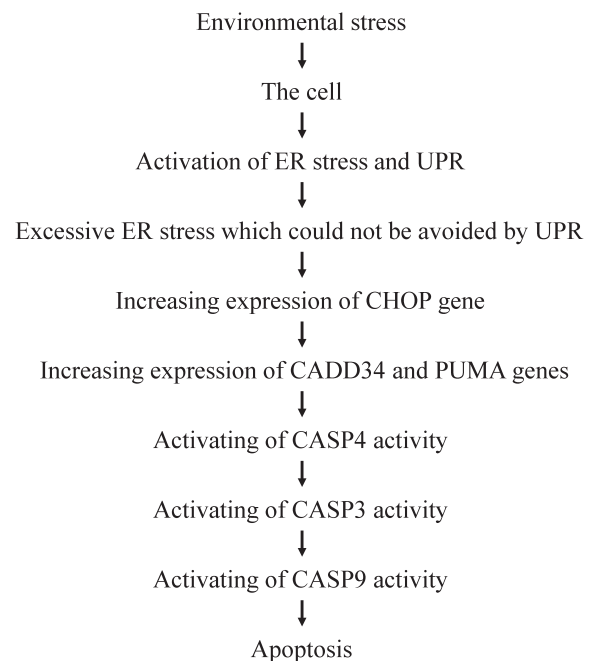 Environmental stress
The cell
Activation of ER stress and UPR
Excessive ER stress which could not be avoided by UPR
Increasing expression of CHOP gene
Increasing expression of CADD34 and PUMA genes
Activating of CASP4 activity
Activating of CASP3 activity
Activating of CASP9 activity
Apoptosis